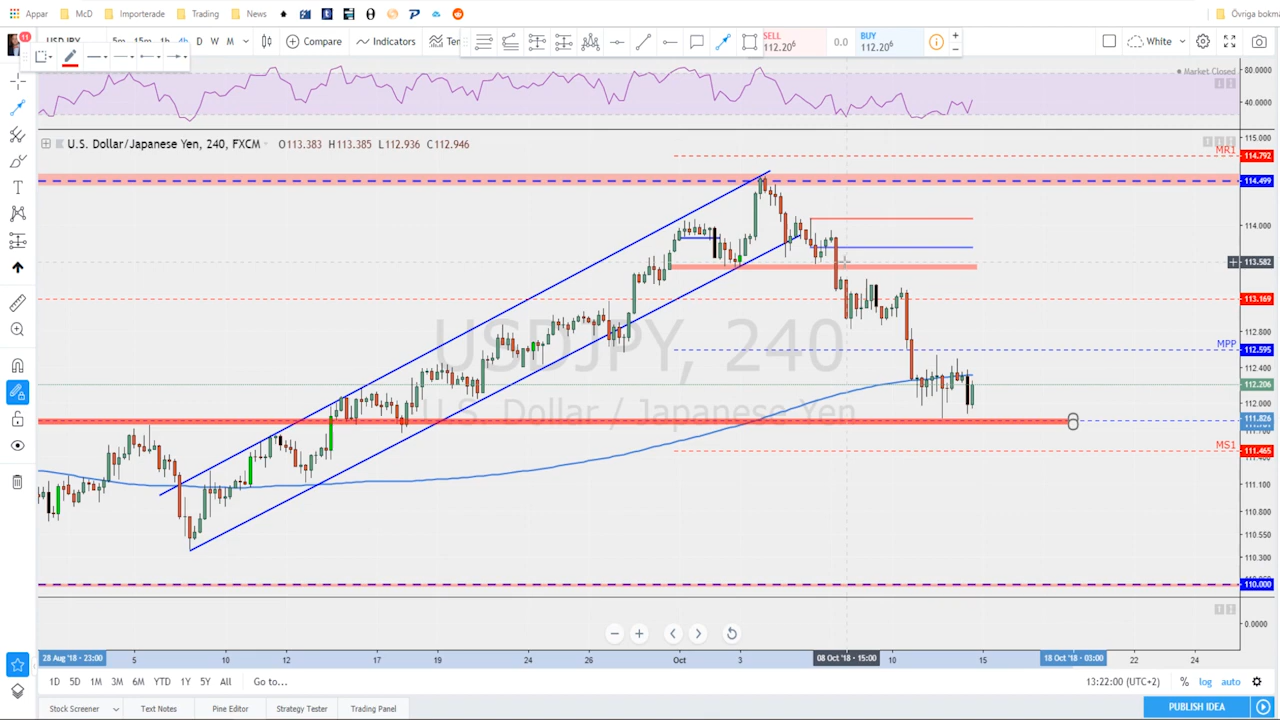 Appar McD Importerade Trading News Övriga bokm
11 USDJPY 5m 15m 1h 4h D W M Compare Indicators Ter SELL 112.20⁶ 0.0 BUY 112.20⁶ White
Market Closed
80.0000
40.0000
U.S. Dollar/Japanese Yen, 240, FXCM O113.383 H113.385 L112.936 C112.946
115.000
MR1 114.792
114.499
114.000
113.582
113.169
112.800
MPP 112.595
USDJPY, 240
112.400
112.206
112.000
U.S. Dollar / Japanese Yen
111.826
MS1 111.465
111.100
110.800
110.550
110.300
110.000
0.0000
28 Aug '18 - 23:00 5 10 12 17 19 24 26 Oct 3 08 Oct '18 - 15:00 10 15 18 Oct '18 - 03:00 22 24
1D 5D 1M 3M 6M YTD 1Y 5Y All Go to... 13:22:00 (UTC+2) % log auto
Stock Screener Text Notes Pine Editor Strategy Tester Trading Panel PUBLISH IDEA